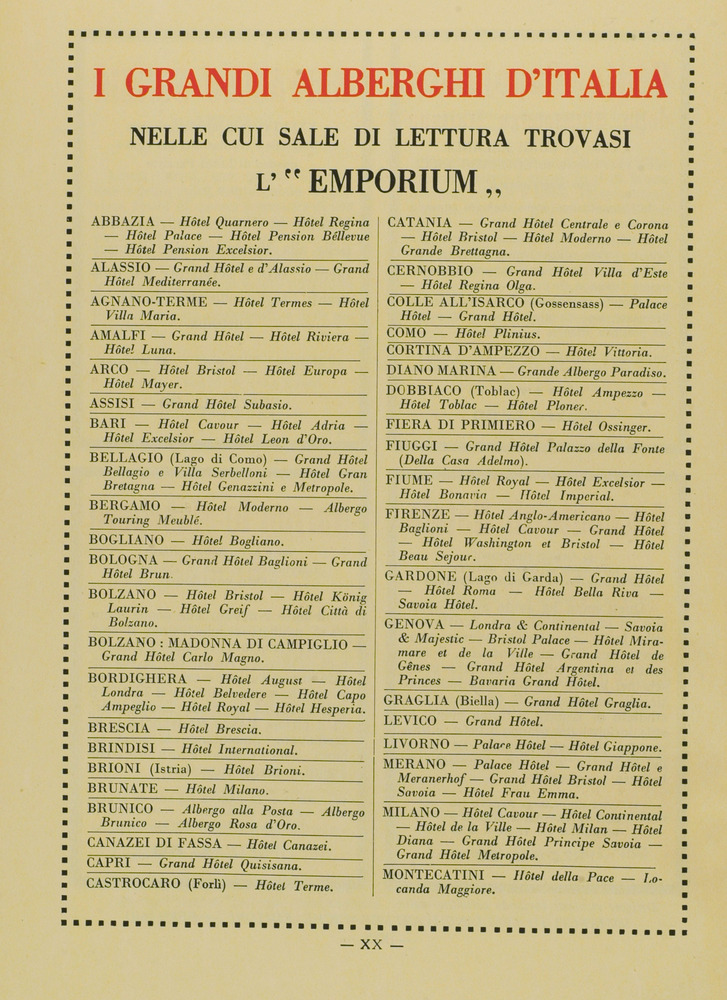 I GRANDI ALBERGHI D'ITALIA
NELLE CUI SALE DI LETTURA TROVASI
L' “ EMPORIUM „
ABBAZIA — Hôtel Quarnero — Hôtel Regina
— Hôtel Palace — Hôtel Pension Béllevue
— Hôtel Pension Excelsior.
ALASSIO — Grand Hôtel e d'Alassio — Grand
Hôtel Mediterranée.
AGNANO-TERME — Hôtel Termes — Hôtel
Villa Maria.
AMALFI — Grand Hôtel — Hôtel Riviera —
Hôtel Luna.
ARCO — Hôtel Bristol — Hôtel Europa —
Hôtel Mayer.
ASSISI — Grand Hôtel Subasio.
BARI — Hôtel Cavour — Hôtel Adria —
Hôtel Excelsior — Hôtel Leon d'Oro.
BELLAGIO (Lago di Como) — Grand Hôtel
Bellagio e Villa Serbelloni — Hôtel Gran
Bretagna — Hôtel Genazzini e Metropole.
BERGAMO — Hôtel Moderno — Albergo
Touring Meublé.
BOGLIANO — Hôtel Bogliano.
BOLOGNA — Grand Hôtel Baglioni — Grand
Hôtel Brun.
BOLZANO — Hôtel Bristol — Hôtel König
Laurin — Hôtel Greif — Hôtel Città di
Bolzano.
BOLZANO : MADONNA DI CAMPIGLIO —
Grand Hôtel Carlo Magno.
BORDIGHERA — Hôtel August — Hôtel
Londra — Hôtel Belvedere — Hôtel Capo
Ampeglio — Hôtel Royal — Hôtel Hesperia.
BRESCIA — Hôtel Brescia.
BRINDISI — Hôtel International.
BRIONI (Istria) — Hôtel Brioni.
BRUNATE — Hôtel Milano.
BRUNICO — Albergo alla Posta — Albergo
Brunico — Albergo Rosa d'Oro.
CANAZEI DI FASSA — Hôtel Canazei.
CAPRI — Grand Hôtel Quisisana.
CASTROCARO (Forlì) — Hôtel Terme.
CATANIA — Grand Hôtel Centrale e Corona
— Hôtel Bristol — Hôtel Moderno — Hôtel
Grande Brettagna.
CERNOBBIO — Grand Hôtel Villa d'Este
— Hôtel Regina Olga.
COLLE ALL'ISARCO (Gossensass) — Palace
Hôtel — Grand Hôtel.
COMO — Hôtel Plinius.
CORTINA D'AMPEZZO — Hôtel Vittoria.
DIANO MARINA — Grande Albergo Paradiso.
DOBBIACO (Toblac) — Hôtel Ampezzo —
Hôtel Toblac — Hôtel Ploner.
FIERA DI PRIMIERO — Hôtel Ossinger.
FIUGGI — Grand Hôtel Palazzo della Fonte
(Della Casa Adelmo).
FIUME — Hôtel Royal — Hôtel Excelsior —
Hôtel Bonavia — Hôtel Imperial.
FIRENZE — Hôtel Anglo-Americano — Hôtel
Baglioni — Hôtel Cavour — Grand Hôtel
— Hôtel Washington et Bristol — Hôtel
Beau Sejour.
GARDONE (Lago di Garda) — Grand Hôtel
— Hôtel Roma — Hôtel Bella Riva —
Savoia Hôtel.
GENOVA — Londra & Continental — Savoia
& Majestic — Bristol Palace — Hôtel Mira-
mare et de la Ville — Grand Hôtel de
Gênes — Grand Hôtel Argentina et des
Princes — Bavaria Grand Hôtel.
GRAGLIA (Biella) — Grand Hôtel Graglia.
LEVICO — Grand Hôtel.
LIVORNO — Palace Hôtel — Hôtel Giappone.
MERANO — Palace Hôtel — Grand Hôtel e
Meranerhof — Grand Hôtel Bristol — Hôtel
Savoia — Hôtel Frau Emma.
MILANO — Hôtel Cavour — Hôtel Continental
— Hôtel de la Ville — Hôtel Milan — Hôtel
Diana — Grand Hôtel Principe Savoia —
Grand Hôtel Metropole.
MONTECATINI — Hôtel della Pace — Lo-
canda Maggiore.
— XX —